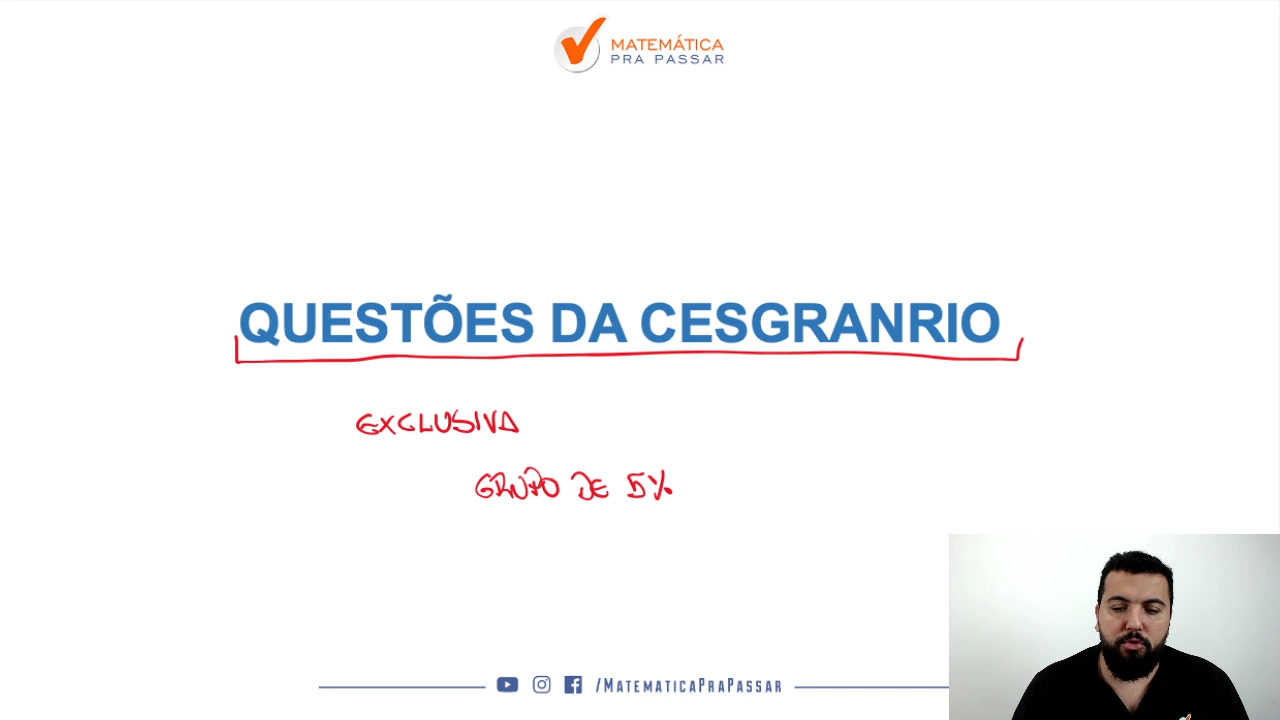 MATEMÁTICA
PRA PASSAR
QUESTÕES DA CESGRANRIO
EXCLUSIVA
GRUPO DE 5%
/MATEMATICAPRAPASSAR